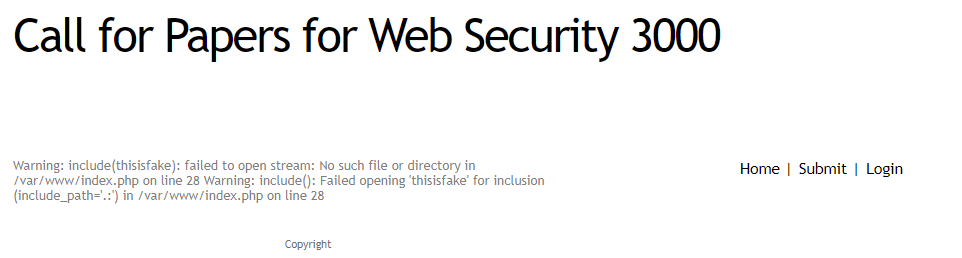 Call for Papers for Web Security 3000
Warning: include(thisisfake): failed to open stream: No such file or directory in
/var/www/index.php on line 28 Warning: include(): Failed opening 'thisisfake' for inclusion
(include_path='.:') in /var/www/index.php on line 28
Home | Submit | Login
Copyright